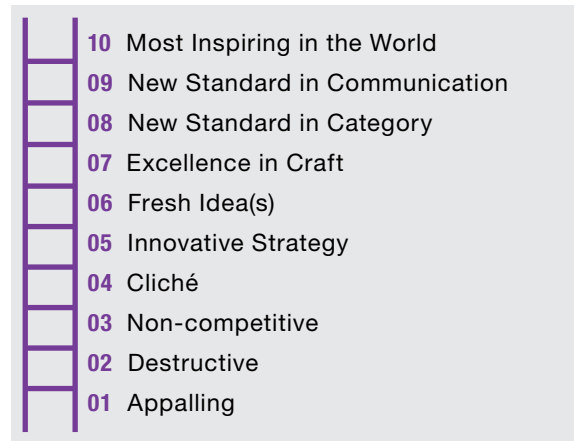 10 Most Inspiring in the World
09 New Standard in Communication
08 New Standard in Category
07 Excellence in Craft
06 Fresh Idea(s)
05 Innovative Strategy
04 Cliché
03 Non-competitive
02 Destructive
01 Appalling